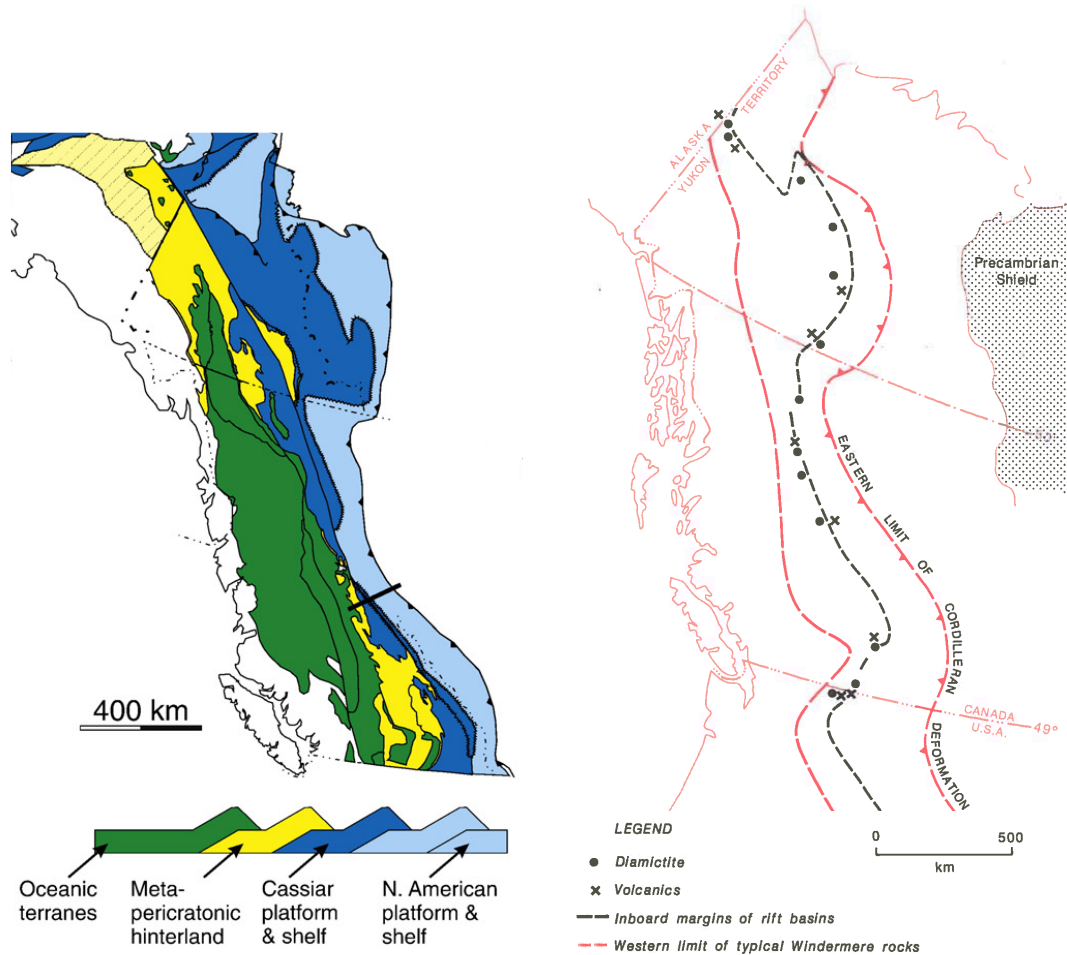 400 km
Oceanic
terranes
Meta-
pericratonic
hinterland
Cassiar
platform
& shelf
N. American
platform &
shelf
ALASKA
YUKON
TERRITORY
Precambrian
Shield
EASTERN
LIMIT
OF
CORDILLERAN
DEFORMATION
CANADA
U.S.A.
49°
LEGEND
Diamictite
Volcanics
Inboard margins of rift basins
Western limit of typical Windermere rocks
0 500
km